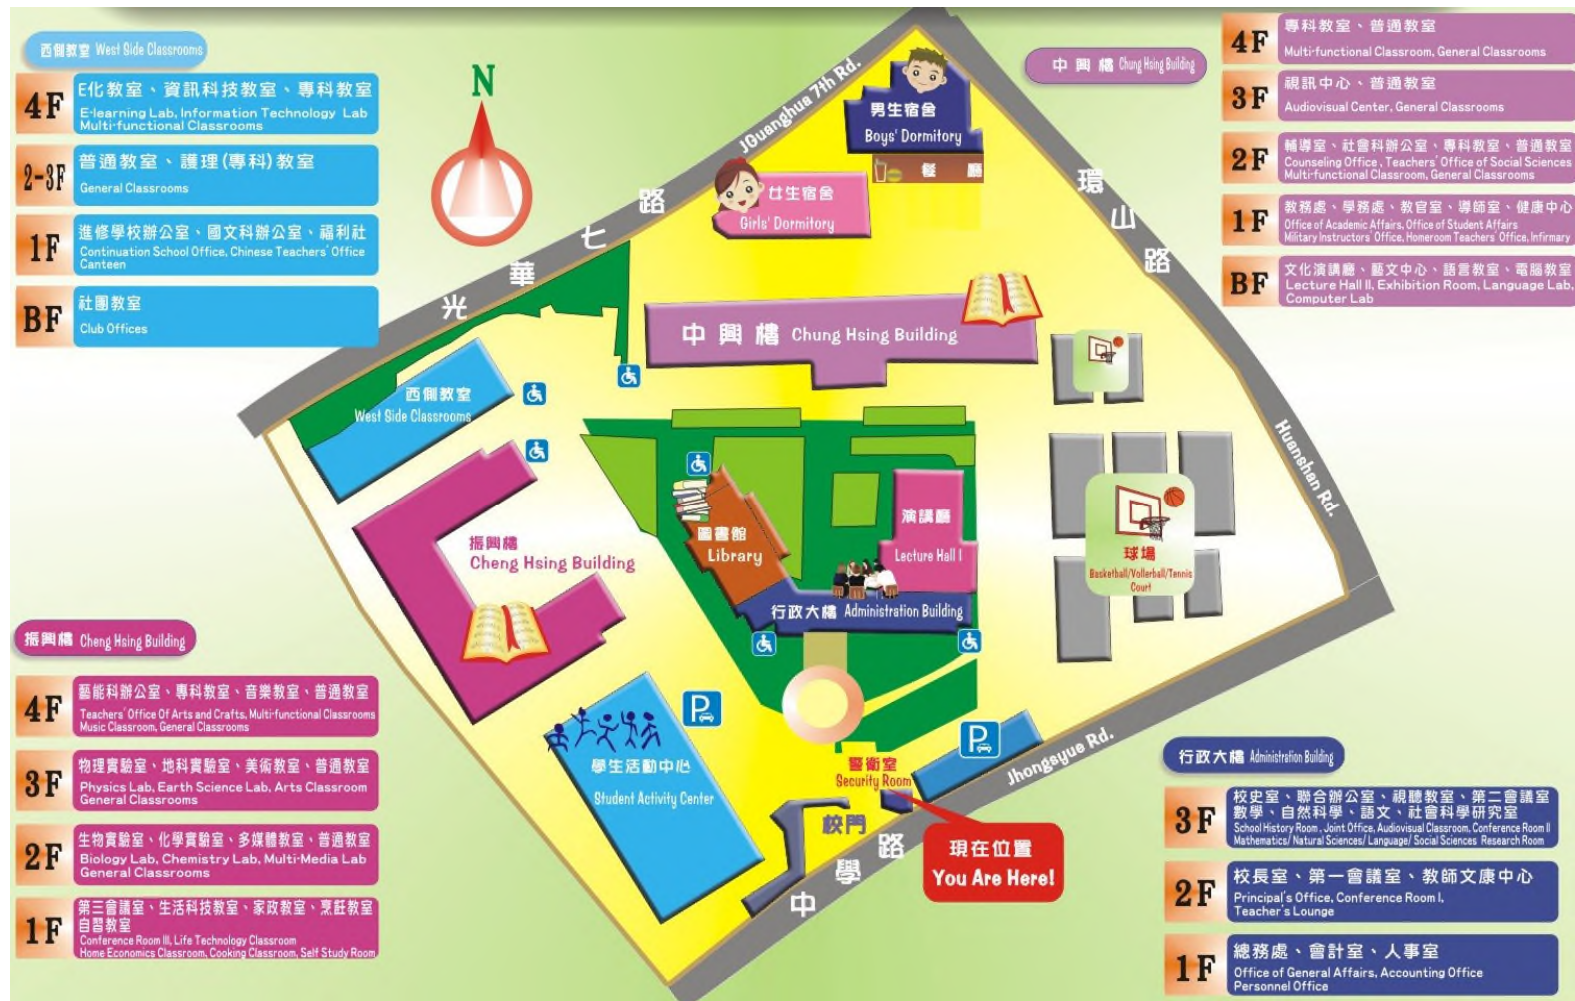 西側教室 West Side Classrooms
4F
E化教室、資訊科技教室、專科教室
E-learning Lab, Information Technology Lab
Multi-functional Classrooms
2-3F
普通教室、護理(專科)教室
General Classrooms
1F
進修學校辦公室、國文科辦公室、福利社
Continuation School Office, Chinese Teachers' Office
Canteen
BF
社團教室
Club Offices
N
光華七路
JGuanghua 7th Rd.
環山路
Huanshan Rd.
男生宿舍
Boys' Dormitory
餐廳
女生宿舍
Girls' Dormitory
中興樓 Chung Hsing Building
西側教室
West Side Classrooms
振興樓
Cheng Hsing Building
圖書館
Library
演講廳
Lecture Hall I
行政大樓 Administration Building
球場
Basketball/Vollerball/Tennis
Court
P
學生活動中心
Student Activity Center
P
警衛室
Security Room
校門
中學路
Jhongsyue Rd.
現在位置
You Are Here!
中興樓 Chung Hsing Building
4F
專科教室、普通教室
Multi-functional Classroom, General Classrooms
3F
視訊中心、普通教室
Audiovisual Center, General Classrooms
2F
輔導室、社會科辦公室、專科教室、普通教室
Counseling Office , Teachers' Office of Social Sciences
Multi-functional Classroom, General Classrooms
1F
教務處、學務處、教官室、導師室、健康中心
Office of Academic Affairs, Office of Student Affairs
Military Instructors' Office, Homeroom Teachers' Office, Infirmary
BF
文化演講廳、藝文中心、語言教室、電腦教室
Lecture Hall II, Exhibition Room, Language Lab,
Computer Lab
振興樓 Cheng Hsing Building
4F
藝能科辦公室、專科教室、音樂教室、普通教室
Teachers' Office Of Arts and Crafts, Multi-functional Classrooms
Music Classroom, General Classrooms
3F
物理實驗室、地科實驗室、美術教室、普通教室
Physics Lab, Earth Science Lab, Arts Classroom
General Classrooms
2F
生物實驗室、化學實驗室、多媒體教室、普通教室
Biology Lab, Chemistry Lab, Multi-Media Lab
General Classrooms
1F
第三會議室、生活科技教室、家政教室、烹飪教室
自習教室
Conference Room III, Life Technology Classroom
Home Economics Classroom, Cooking Classroom, Self Study Room
行政大樓 Administration Building
3F
校史室、聯合辦公室、視聽教室、第二會議室
數學、自然科學、語文、社會科學研究室
School History Room , Joint Office, Audiovisual Classroom, Conference Room II
Mathematics/ Natural Sciences/ Language/ Social Sciences Research Room
2F
校長室、第一會議室、教師文康中心
Principal's Office, Conference Room I,
Teacher's Lounge
1F
總務處、會計室、人事室
Office of General Affairs, Accounting Office
Personnel Office